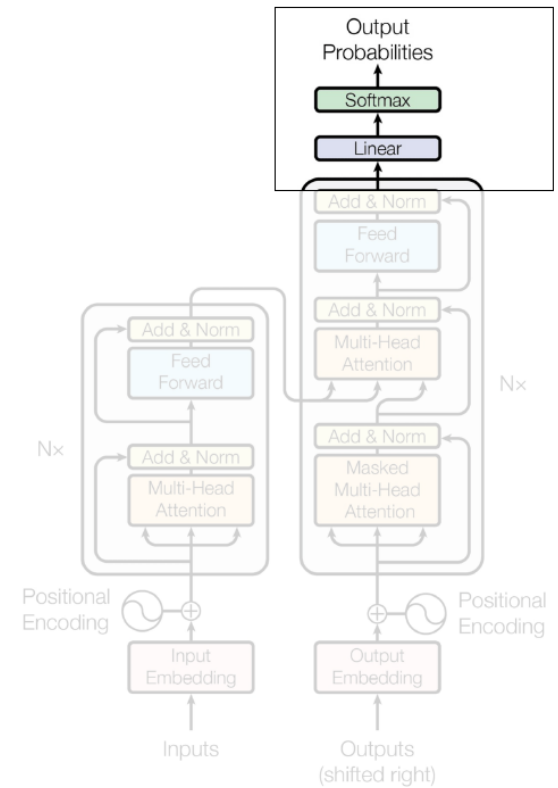 Output
Probabilities
Softmax
Linear
Add & Norm
Feed
Forward
Add & Norm
Multi-Head
Attention
Add & Norm
Masked
Multi-Head
Attention
Nx
Add & Norm
Feed
Forward
Add & Norm
Multi-Head
Attention
Nx
Positional
Encoding
Positional
Encoding
Input
Embedding
Output
Embedding
Inputs
Outputs
(shifted right)